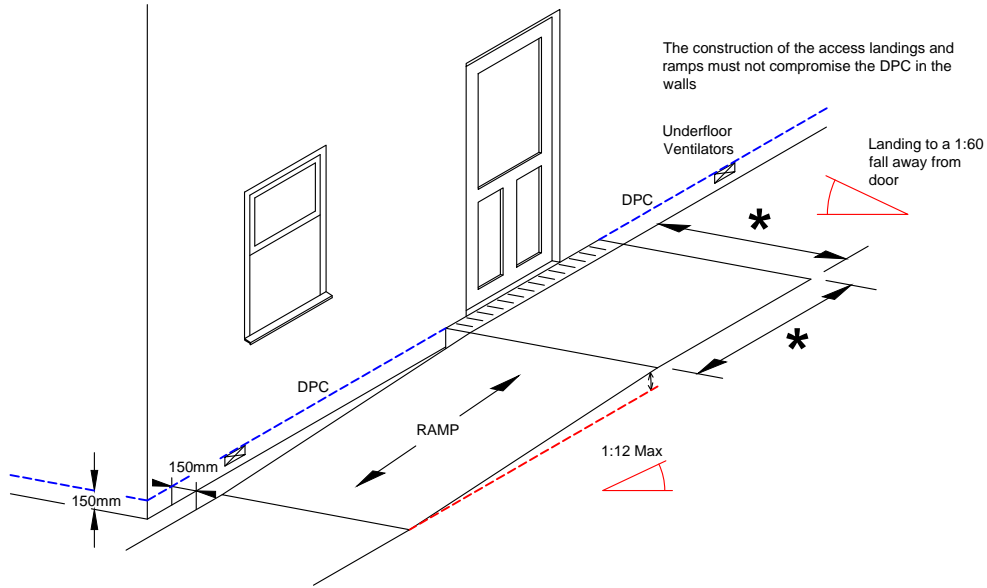 The construction of the access landings and
ramps must not compromise the DPC in the
walls
Underfloor
Ventilators
Landing to a 1:60
fall away from
door
DPC
*
*
DPC
RAMP
1:12 Max
150mm
150mm